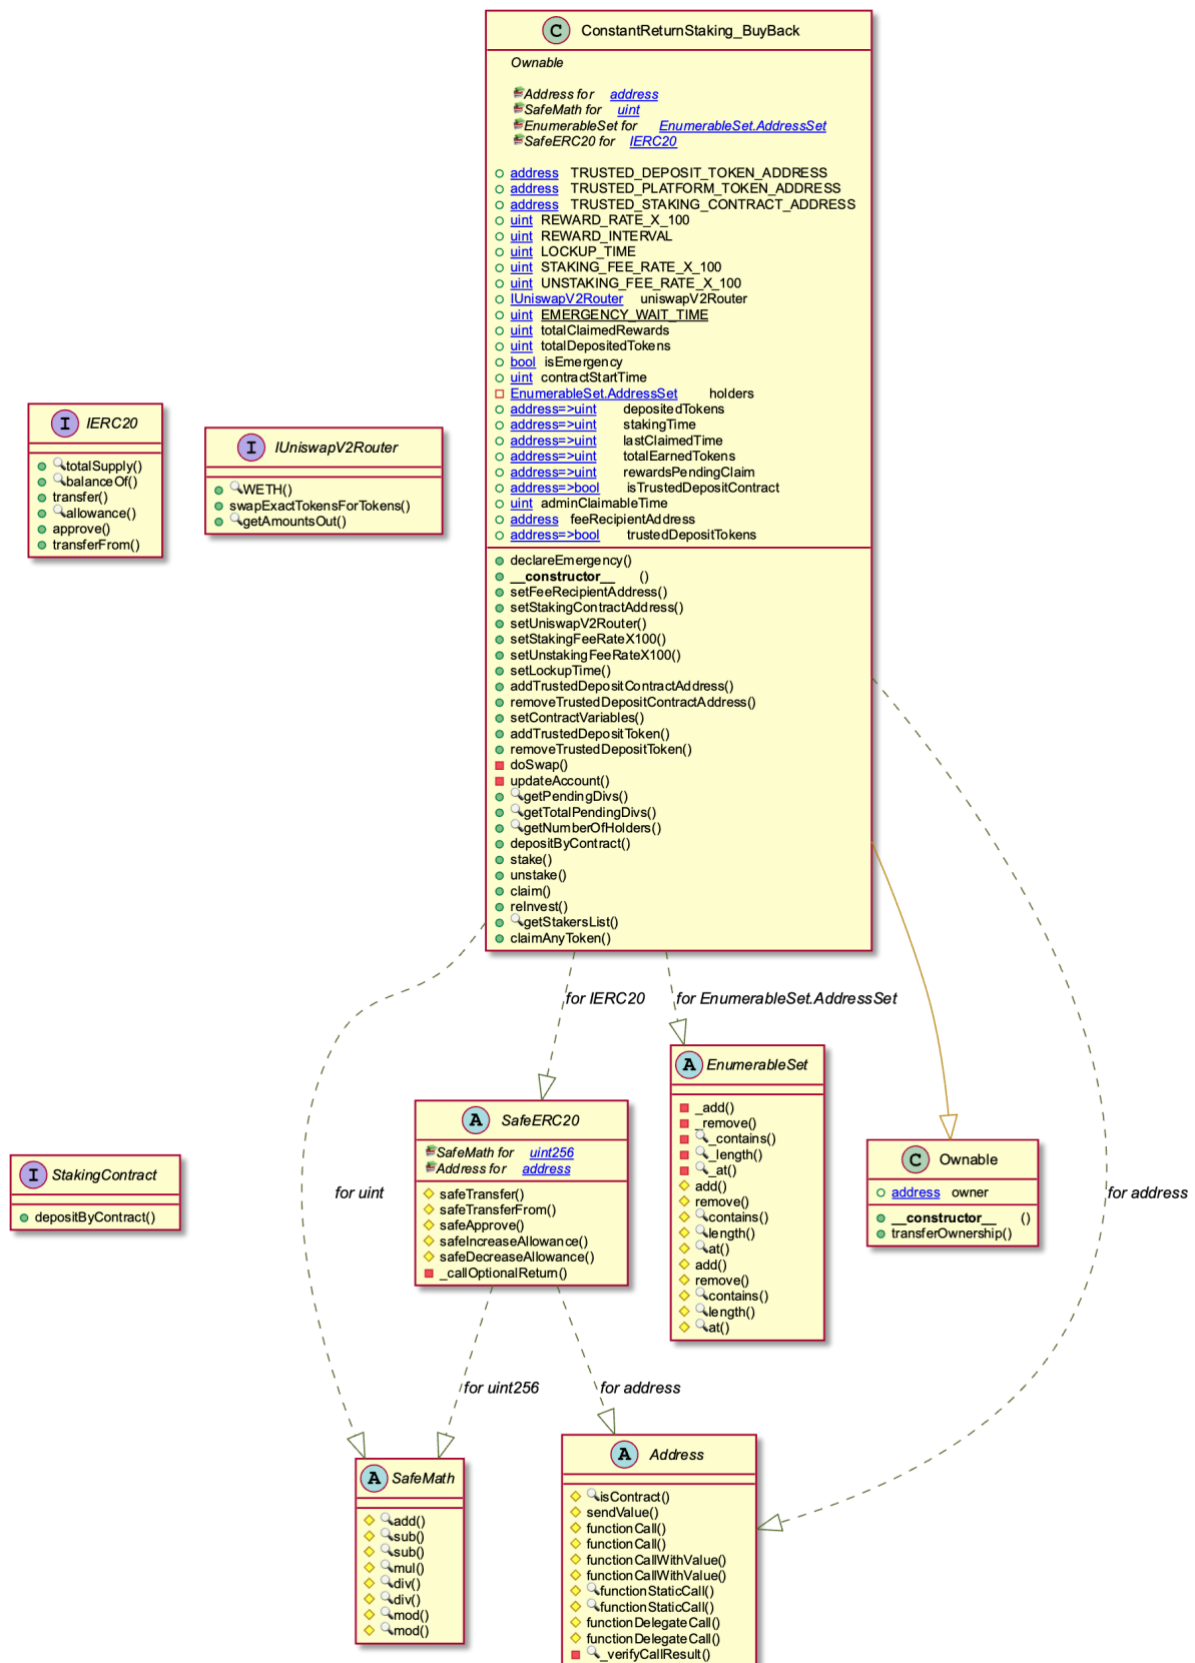 C ConstantReturnStaking_BuyBack
Ownable
Address for address
SafeMath for uint
EnumerableSet for EnumerableSet.AddressSet
SafeERC20 for IERC20
address TRUSTED_DEPOSIT_TOKEN_ADDRESS
address TRUSTED_PLATFORM_TOKEN_ADDRESS
address TRUSTED_STAKING_CONTRACT_ADDRESS
uint REWARD_RATE_X_100
uint REWARD_INTERVAL
uint LOCKUP_TIME
uint STAKING_FEE_RATE_X_100
uint UNSTAKING_FEE_RATE_X_100
IUniswapV2Router uniswapV2Router
uint EMERGENCY_WAIT_TIME
uint totalClaimedRewards
uint totalDepositedTokens
bool isEmergency
uint contractStartTime
EnumerableSet.AddressSet holders
address=>uint depositedTokens
address=>uint stakingTime
address=>uint lastClaimedTime
address=>uint totalEarnedTokens
address=>uint rewardsPendingClaim
address=>bool isTrustedDepositContract
uint adminClaimableTime
address feeRecipientAddress
address=>bool trustedDepositTokens
declareEmergency()
__constructor__ ()
setFeeRecipientAddress()
setStakingContractAddress()
setUniswapV2Router()
setStakingFeeRateX100()
setUnstakingFeeRateX100()
setLockupTime()
addTrustedDepositContractAddress()
removeTrustedDepositContractAddress()
setContractVariables()
addTrustedDepositToken()
removeTrustedDepositToken()
doSwap()
updateAccount()
getPendingDivs()
getTotalPendingDivs()
getNumberOfHolders()
depositByContract()
stake()
unstake()
claim()
reInvest()
getStakersList()
claimAnyToken()
I IERC20
totalSupply()
balanceOf()
transfer()
allowance()
approve()
transferFrom()
I IUniswapV2Router
WETH()
swapExactTokensForTokens()
getAmountsOut()
for IERC20
for EnumerableSet.AddressSet
for uint
for address
I StakingContract
depositByContract()
A SafeERC20
SafeMath for uint256
Address for address
safeTransfer()
safeTransferFrom()
safeApprove()
safeIncreaseAllowance()
safeDecreaseAllowance()
_callOptionalReturn()
A EnumerableSet
_add()
_remove()
_contains()
_length()
_at()
add()
remove()
contains()
length()
at()
add()
remove()
contains()
length()
at()
C Ownable
address owner
__constructor__ ()
transferOwnership()
for uint256
for address
A SafeMath
add()
sub()
sub()
mul()
div()
div()
mod()
mod()
A Address
isContract()
sendValue()
functionCall()
functionCall()
functionCallWithValue()
functionCallWithValue()
functionStaticCall()
functionStaticCall()
functionDelegateCall()
functionDelegateCall()
_verifyCallResult()